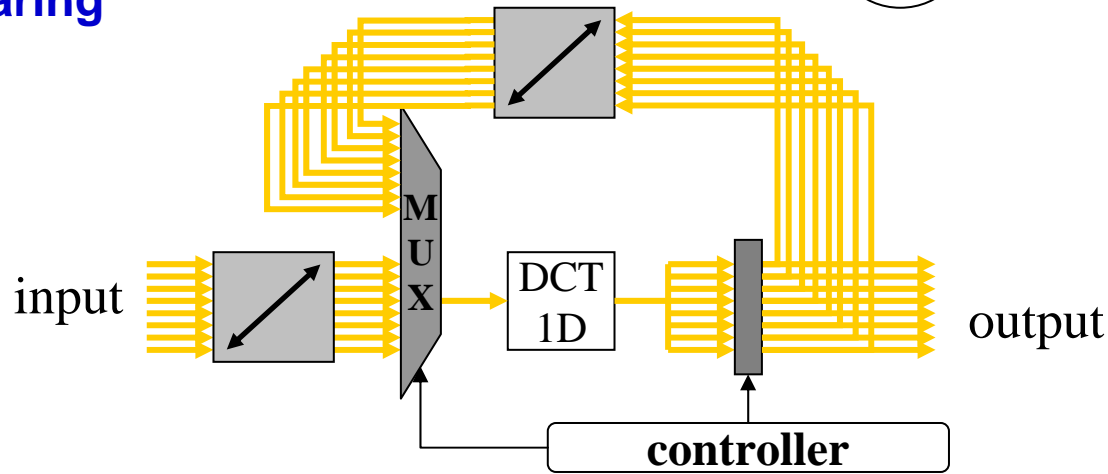 M
U
X
input
DCT
1D
output
controller